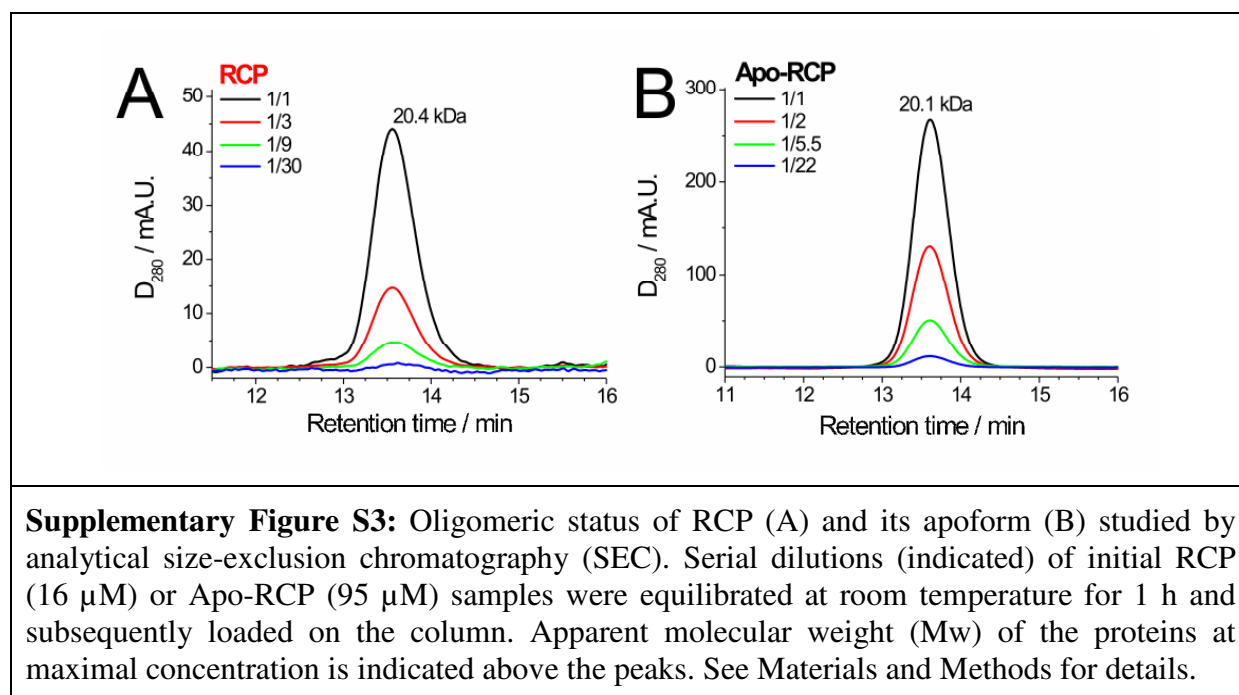 A
RCP
1/1
1/3
1/9
1/30
20.4 kDa
50
40
30
20
10
0
D280 / mA.U.
12 13 14 15 16
Retention time / min
B
Apo-RCP
1/1
1/2
1/5.5
1/22
20.1 kDa
300
200
100
0
D280 / mA.U.
11 12 13 14 15 16
Retention time / min
Supplementary Figure S3: Oligomeric status of RCP (A) and its apoform (B) studied by
analytical size-exclusion chromatography (SEC). Serial dilutions (indicated) of initial RCP
(16 µM) or Apo-RCP (95 µM) samples were equilibrated at room temperature for 1 h and
subsequently loaded on the column. Apparent molecular weight (Mw) of the proteins at
maximal concentration is indicated above the peaks. See Materials and Methods for details.